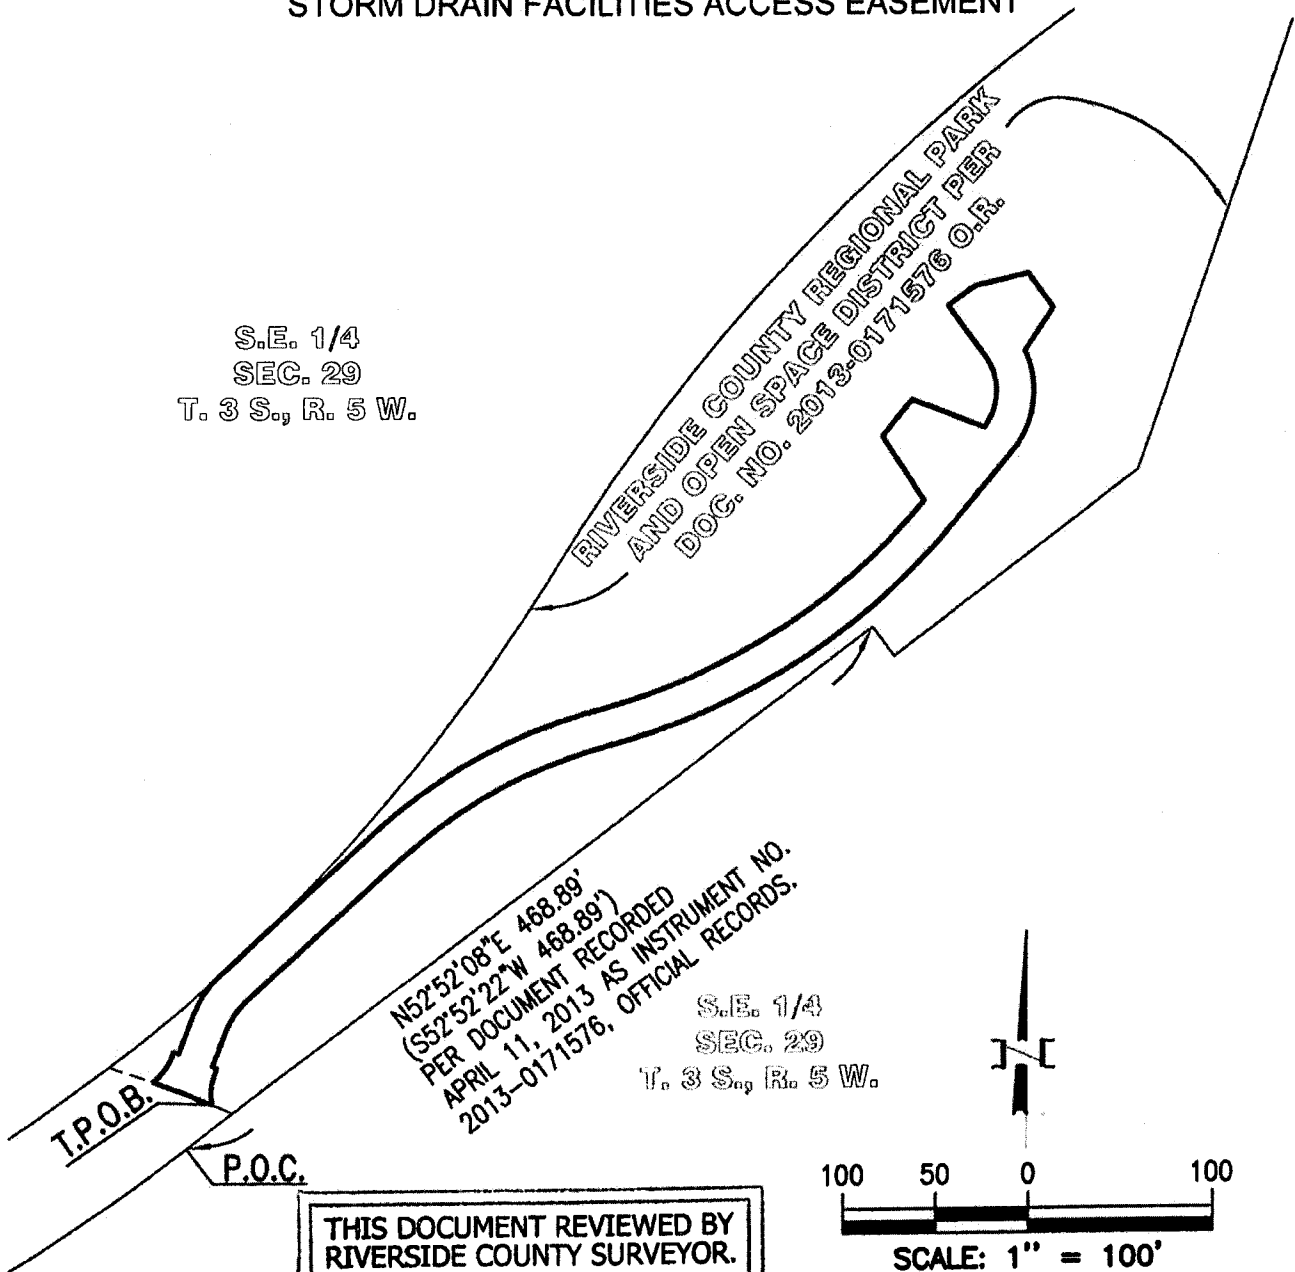 STORM DRAIN FACILITIES ACCESS EASEMENT
RIVERSIDE COUNTY REGIONAL PARK
AND OPEN SPACE DISTRICT PER
DOC. NO. 2013-0171576 O.R.
S.E. 1/4
SEC. 29
T. 3 S., R. 5 W.
N52°52'08"E 468.89'
(S52°52'22"W 468.89')
PER DOCUMENT RECORDED
APRIL 11, 2013 AS INSTRUMENT NO.
2013-0171576, OFFICIAL RECORDS.
S.E. 1/4
SEC. 29
T. 3 S., R. 5 W.
T.P.O.B.
P.O.C.
100 50 0 100
SCALE: 1" = 100'
THIS DOCUMENT REVIEWED BY
RIVERSIDE COUNTY SURVEYOR.